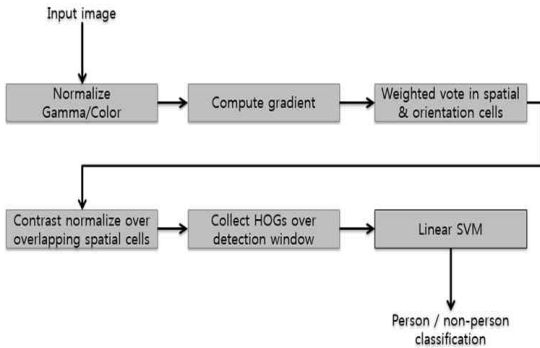 Input image
Normalize
Gamma/Color
Compute gradient
Weighted vote in spatial
& orientation cells
Contrast normalize over
overlapping spatial cells
Collect HOGs over
detection window
Linear SVM
Person / non-person
classification